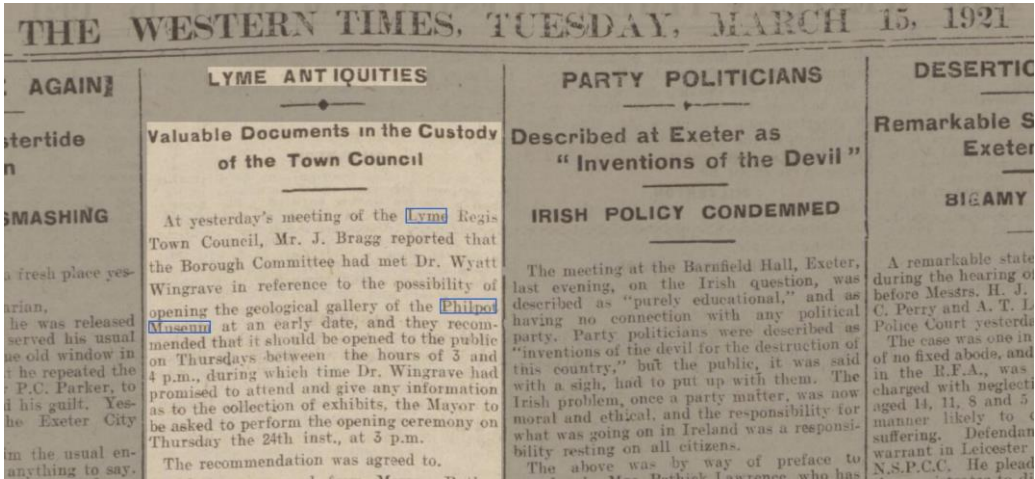 THE WESTERN TIMES, TUESDAY, MARCH 15, 1921
AGAIN
stertide
n
SMASHING
fresh place yes-
arian,
he was released
served his usual
old window in
he repeated the
P.C. Parker, to
his guilt. Yes-
he Exeter City
the usual en-
anything to say.
LYME ANTIQUITIES
Valuable Documents in the Custody
of the Town Council
At yesterday's meeting of the Lyme Regis
Town Council, Mr. J. Bragg reported that
the Borough Committee had met Dr. Wyatt
Wingrave in reference to the possibility of
opening the geological gallery of the Philpot
Museum at an early date, and they recom-
mended that it should be opened to the public
on Thursdays between the hours of 3 and
4 p.m., during which time Dr. Wingrave had
promised to attend and give any information
as to the collection of exhibits, the Mayor to
be asked to perform the opening ceremony on
Thursday the 24th inst., at 3 p.m.
The recommendation was agreed to.
PARTY POLITICIANS
Described at Exeter as
"Inventions of the Devil"
IRISH POLICY CONDEMNED
The meeting at the Barnfield Hall, Exeter,
last evening, on the Irish question, was
described as "purely educational," and as
having no connection with any political
party. Party politicians were described as
"inventions of the devil for the destruction of
this country," but the public, it was said
with a sigh, had to put up with them. The
Irish problem, once a party matter, was now
moral and ethical, and the responsibility for
what was going on in Ireland was a responsi-
bility resting on all citizens.
The above was by way of preface to
Pethick Lawrence, who has
DESERTIO
Remarkable S
Exeter
BIGAMY
A remarkable state
during the hearing o
before Messrs. H. J.
C. Perry and A. T. L
Police Court yesterda
The case was one in
of no fixed abode, and
in the R.F.A., was
charged with neglect
aged 14, 11, 8 and 5
manner likely to
suffering. Defendan
warrant in Leicester
N.S.P.C.C. He plead